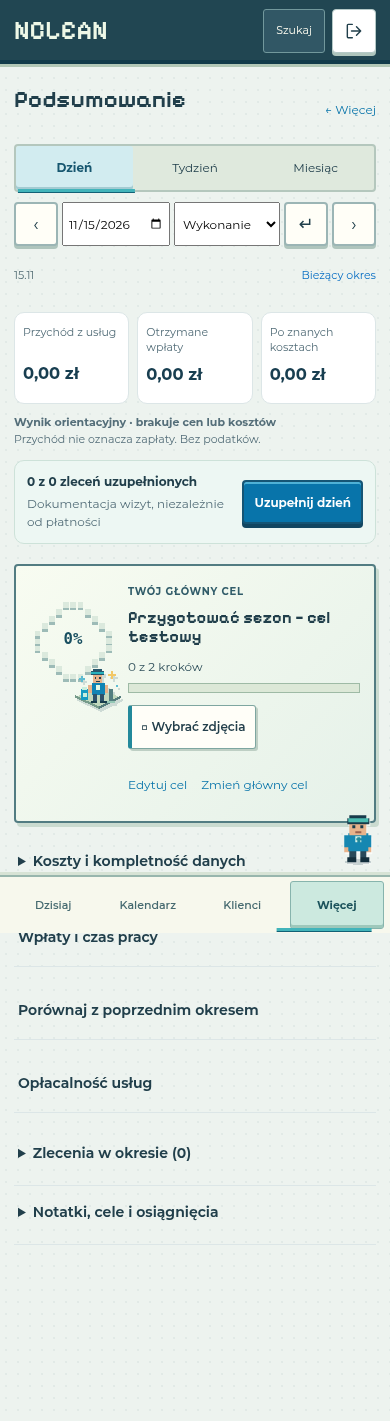 NOLEAN
Szukaj
Podsumowanie
← Więcej
Dzień
Tydzień
Miesiąc
‹
11/15/2026
Wykonanie
↵
›
15.11
Bieżący okres
Przychód z usług
0,00 zł
Otrzymane
wpłaty
0,00 zł
Po znanych
kosztach
0,00 zł
Wynik orientacyjny · brakuje cen lub kosztów
Przychód nie oznacza zapłaty. Bez podatków.
0 z 0 zleceń uzupełnionych
Dokumentacja wizyt, niezależnie
od płatności
Uzupełnij dzień
0%
TWÓJ GŁÓWNY CEL
Przygotować sezon – cel
testowy
0 z 2 kroków
Wybrać zdjęcia
Edytuj cel
Zmień główny cel
▶ Koszty i kompletność danych
Dzisiaj
Kalendarz
Klienci
Więcej
Wpłaty i czas pracy
Porównaj z poprzednim okresem
Opłacalność usług
▶ Zlecenia w okresie (0)
▶ Notatki, cele i osiągnięcia